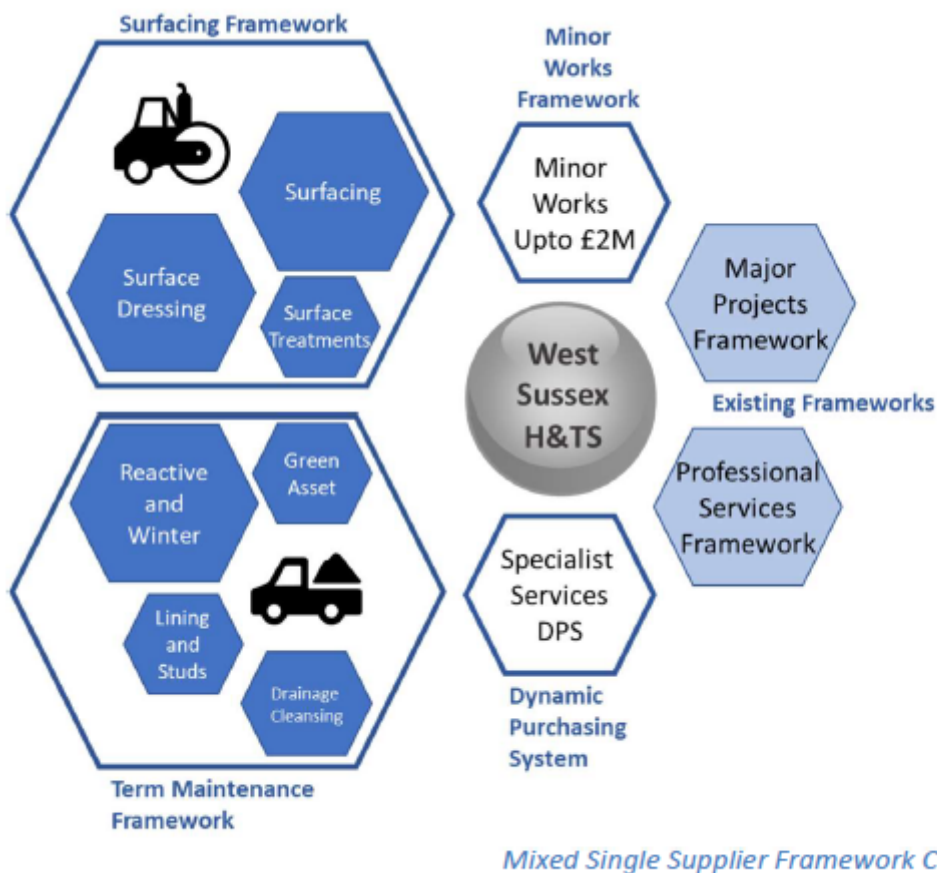 Surfacing Framework
Surfacing
Surface
Dressing
Surface
Treatments
Minor
Works
Framework
Minor
Works
Upto £2M
Major
Projects
Framework
West
Sussex
H&TS
Existing Frameworks
Professional
Services
Framework
Reactive
and
Winter
Green
Asset
Lining
and
Studs
Drainage
Cleansing
Term Maintenance
Framework
Specialist
Services
DPS
Dynamic
Purchasing
System
Mixed Single Supplier Framework C